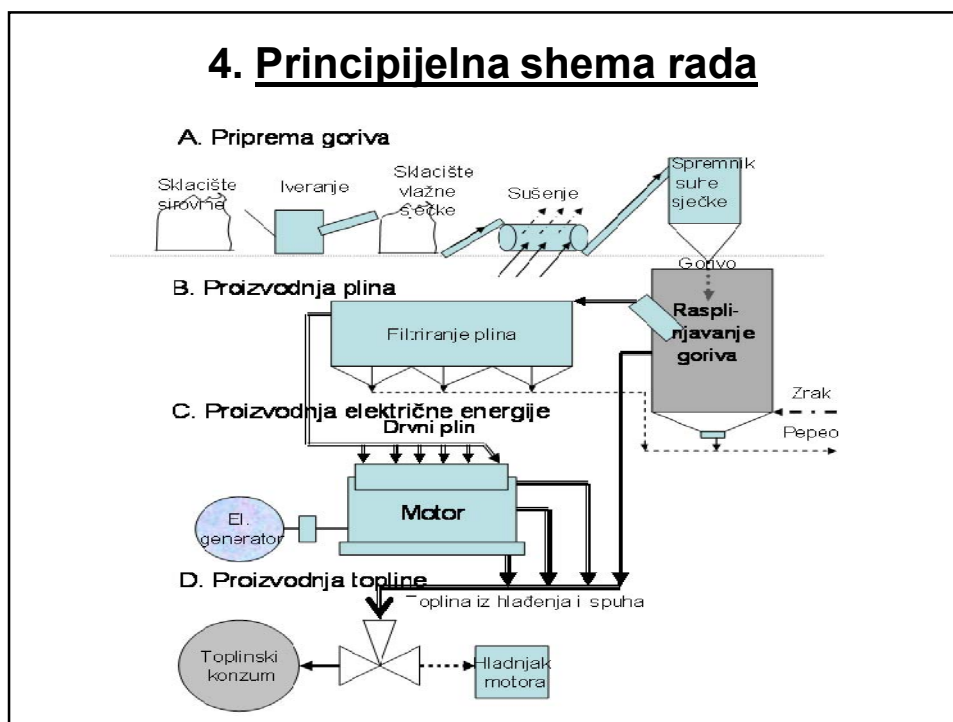 4. Principijelna shema rada
A. Priprema goriva
Sklacište
sirovine
Iveranje
Sklacište
vlažne
sječke
Sušenje
Spremnik
suhe
sječke
Gorivo
B. Proizvodnja plina
Filtriranje plina
Raspli-
njavanje
goriva
Zrak
Pepeo
C. Proizvodnja električne energije
Drvni plin
Motor
El.
generator
D. Proizvodnja topline
Toplina iz hlađenja i ispuha
Toplinski
konzum
Hladnjak
motora